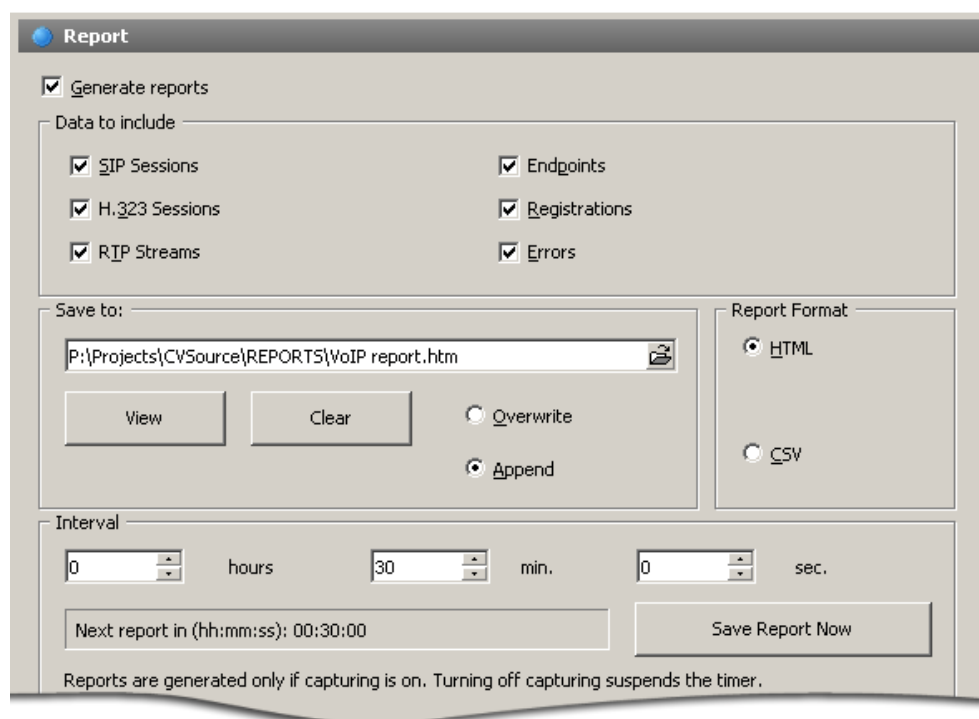 Report
Generate reports
Data to include
SIP Sessions
Endpoints
H.323 Sessions
Registrations
RTP Streams
Errors
Save to:
Report Format
P:\Projects\CVSource\REPORTS\VoIP report.htm
HTML
View
Clear
Overwrite
Append
CSV
Interval
0 hours 30 min. 0 sec.
Next report in (hh:mm:ss): 00:30:00
Save Report Now
Reports are generated only if capturing is on. Turning off capturing suspends the timer.